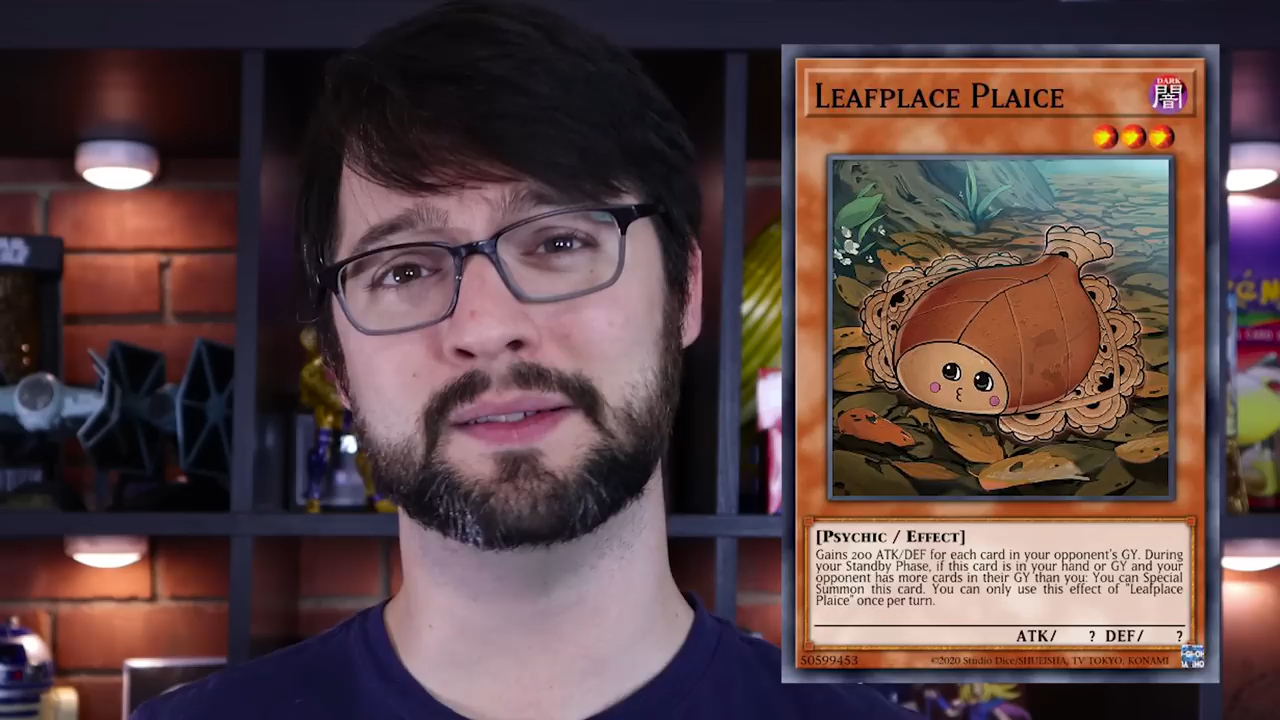 LEAFPLACE PLAICE
DARK
闇
[PSYCHIC / EFFECT]
Gains 200 ATK/DEF for each card in your opponent's GY. During
your Standby Phase, if this card is in your hand or GY and your
opponent has more cards in their GY than you: You can Special
Summon this card. You can only use this effect of "Leafplace
Plaice" once per turn.
ATK/ ? DEF/ ?
50599453
©2020 Studio Dice/SHUEISHA, TV TOKYO, KONAMI